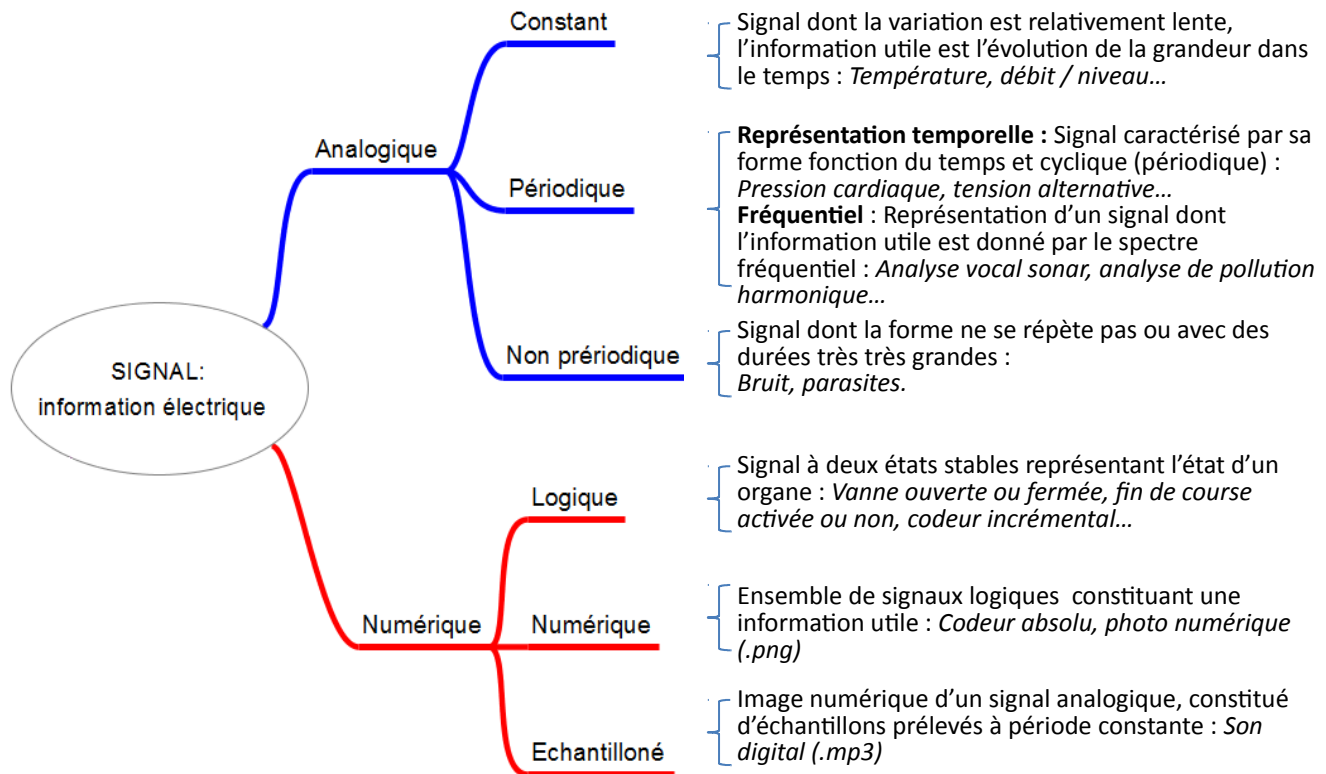 SIGNAL:
information électrique
Analogique
Constant
Signal dont la variation est relativement lente,
l’information utile est l’évolution de la grandeur dans
le temps : Température, débit / niveau…
Périodique
Représentation temporelle : Signal caractérisé par sa
forme fonction du temps et cyclique (périodique) :
Pression cardiaque, tension alternative…
Fréquentiel : Représentation d’un signal dont
l’information utile est donné par le spectre
fréquentiel : Analyse vocal sonar, analyse de pollution
harmonique…
Non prériodique
Signal dont la forme ne se répète pas ou avec des
durées très très grandes :
Bruit, parasites.
Numérique
Logique
Signal à deux états stables représentant l’état d’un
organe : Vanne ouverte ou fermée, fin de course
activée ou non, codeur incrémental…
Numérique
Ensemble de signaux logiques constituant une
information utile : Codeur absolu, photo numérique
(.png)
Echantilloné
Image numérique d’un signal analogique, constitué
d’échantillons prélevés à période constante : Son
digital (.mp3)